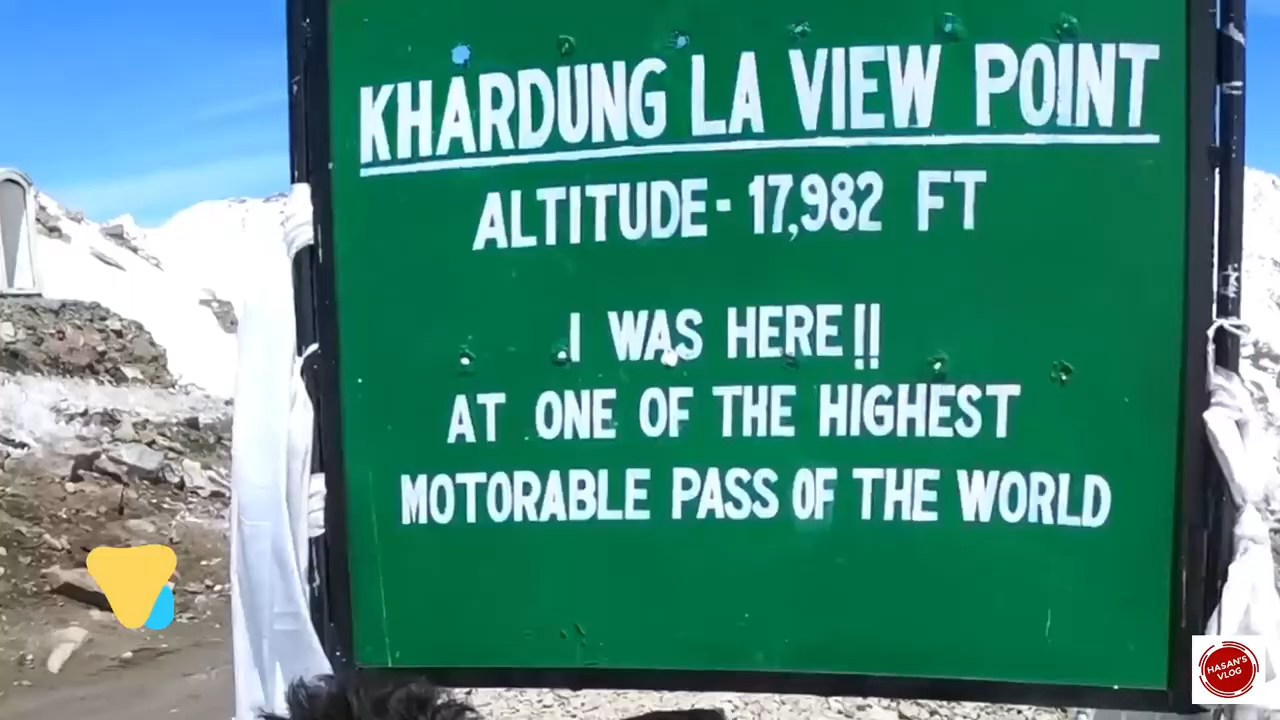 KHARDUNG LA VIEW POINT
ALTITUDE- 17,982 FT
I WAS HERE!!
AT ONE OF THE HIGHEST
MOTORABLE PASS OF THE WORLD
HASAN'S
VLOG